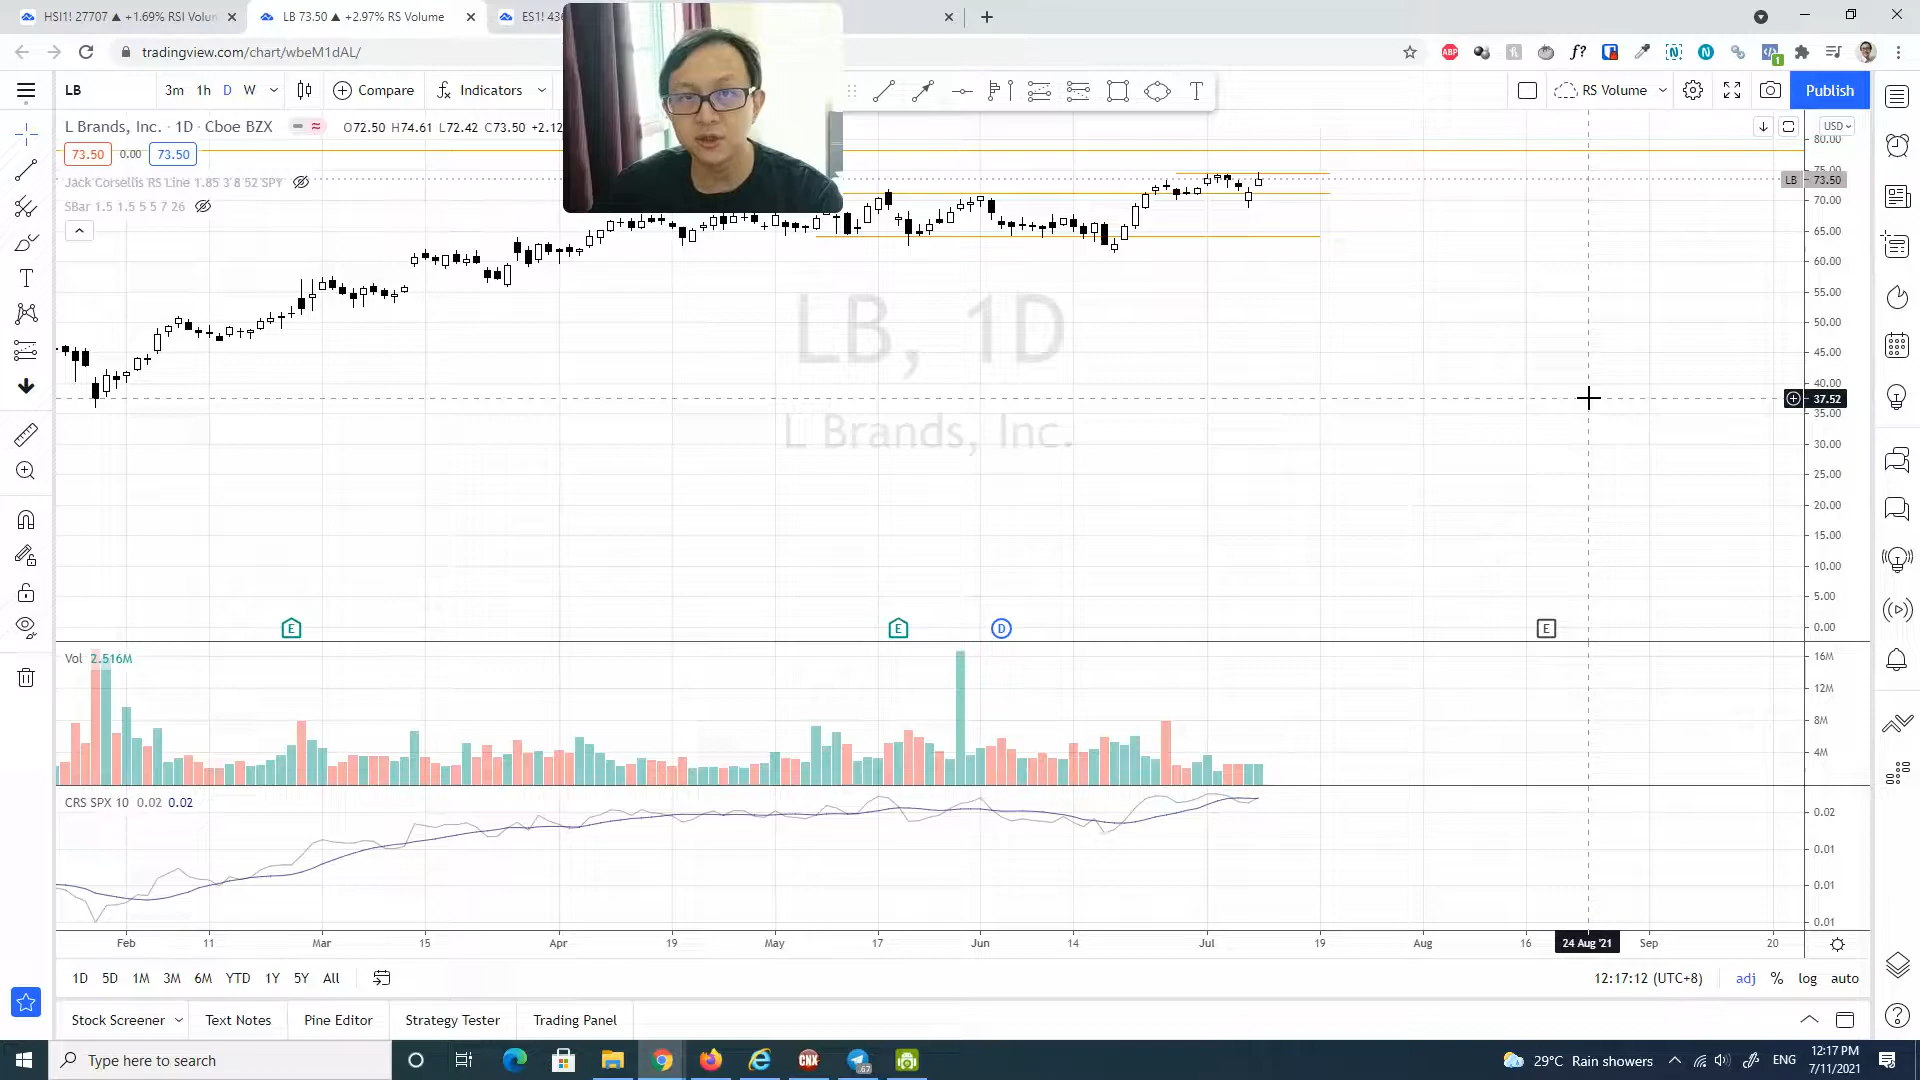 HSI1! 27707 ▲ +1.69% RSI Volum
LB 73.50 ▲ +2.97% RS Volume
ES1! 436
tradingview.com/chart/wbeM1dAL/
LB
3m 1h D W
Compare
Indicators
RS Volume
Publish
L Brands, Inc. · 1D · Cboe BZX
O72.50 H74.61 L72.42 C73.50 +2.12
73.50 0.00 73.50
Jack Corsellis RS Line 1.85 3 8 52 SPY
SBar 1.5 1.5 5 5 7 26
USD
80.00
75.00
LB 73.50
70.00
65.00
60.00
55.00
50.00
45.00
40.00
37.52
35.00
30.00
25.00
20.00
15.00
10.00
5.00
0.00
LB, 1D
L Brands, Inc.
E E D E
Vol 2.516M
16M
12M
8M
4M
CRS SPX 10 0.02 0.02
0.02
0.01
0.01
0.01
Feb 11 Mar 15 Apr 19 May 17 Jun 14 Jul 19 Aug 16 24 Aug '21 Sep 20
1D 5D 1M 3M 6M YTD 1Y 5Y All
12:17:12 (UTC+8)
adj % log auto
Stock Screener
Text Notes
Pine Editor
Strategy Tester
Trading Panel
Type here to search
29°C Rain showers
ENG
12:17 PM
7/11/2021